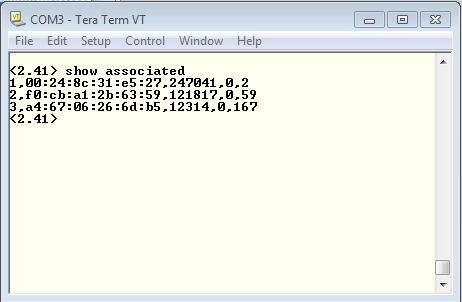 COM3 - Tera Term VT
File Edit Setup Control Window Help
<2.41> show associated
1,00:24:8c:31:e5:27,247041,0,2
2,f0:cb:a1:2b:63:59,121817,0,59
3,a4:67:06:26:6d:b5,12314,0,167
<2.41>